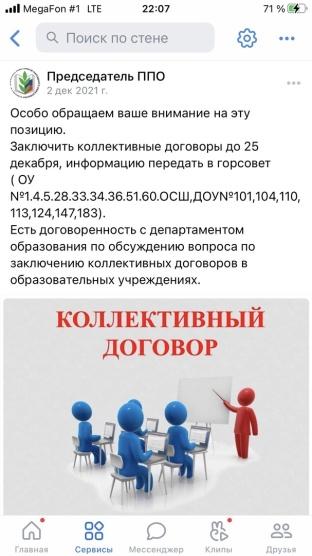 MegaFon #1 LTE 22:07 71 %
Поиск по стене
Председатель ППО
2 дек 2021 г.
Особо обращаем ваше внимание на эту
позицию.
Заключить коллективные договоры до 25
декабря, информацию передать в горсовет
( ОУ
№1.4.5.28.33.34.36.51.60.ОСШ,ДОУ№101,104,110,
113,124,147,183).
Есть договоренность с департаментом
образования по обсуждению вопроса по
заключению коллективных договоров в
образовательных учреждениях.
КОЛЛЕКТИВНЫЙ
ДОГОВОР
Главная Сервисы Мессенджер Клипы Друзья